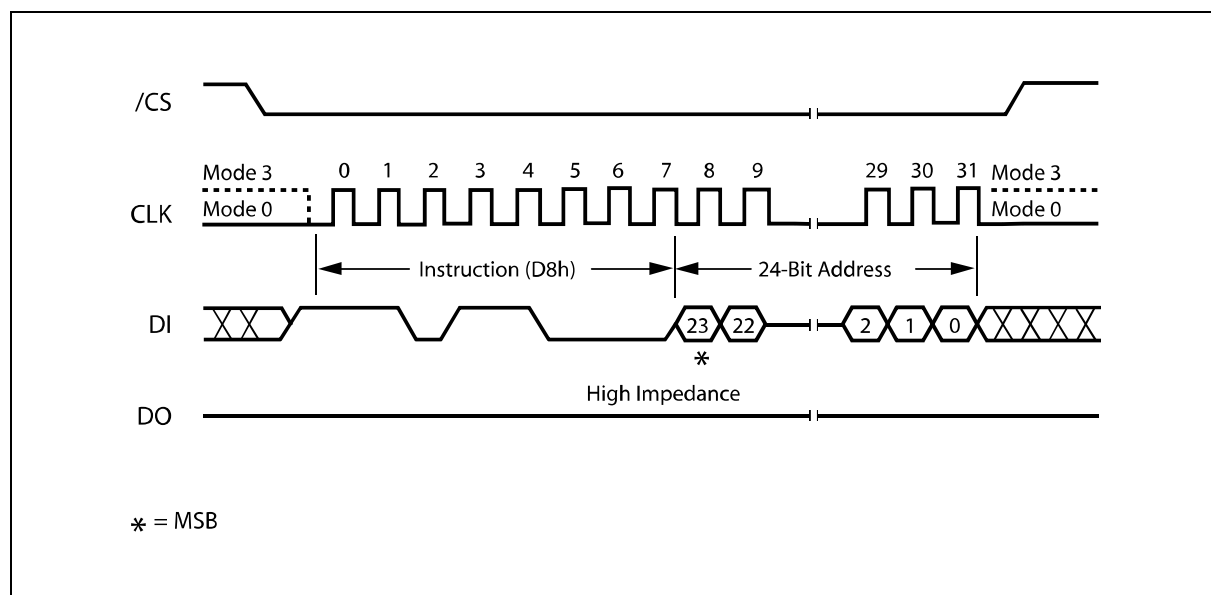 /CS
0 1 2 3 4 5 6 7 8 9 29 30 31
Mode 3 Mode 3
CLK
Mode 0 Mode 0
Instruction (D8h) 24-Bit Address
DI 23 22 2 1 0
*
High Impedance
DO
* = MSB